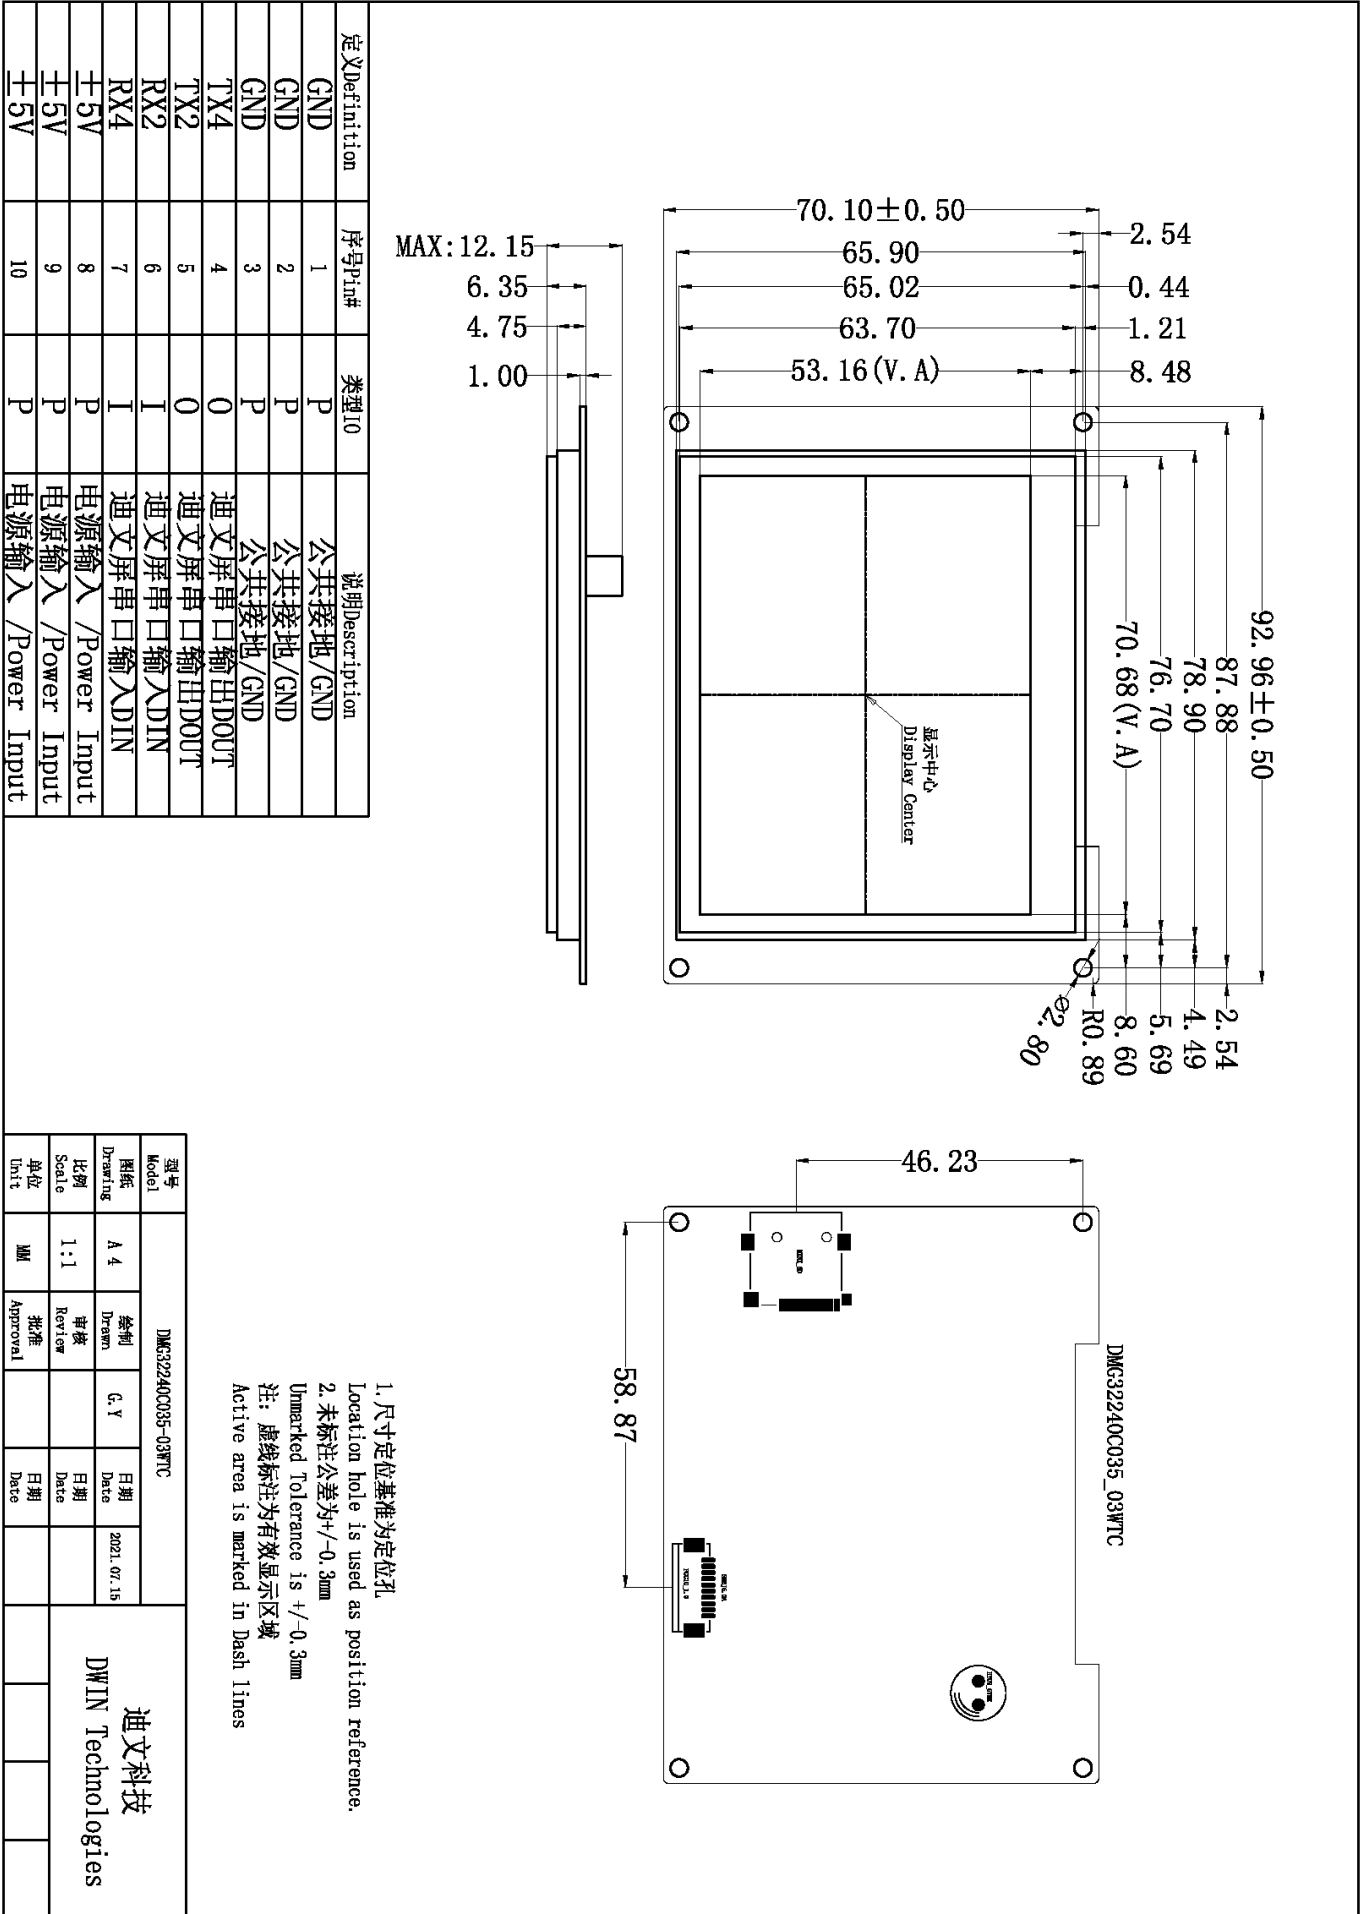 定义Definition 序号Pin# 类型IO 说明Description
GND 1 P 公共接地/GND
GND 2 P 公共接地/GND
GND 3 P 公共接地/GND
TX4 4 O 迪文屏串口输出DOUT
TX2 5 O 迪文屏串口输出DOUT
RX2 6 I 迪文屏串口输入DIN
RX4 7 I 迪文屏串口输入DIN
±5V 8 P 电源输入 /Power Input
±5V 9 P 电源输入 /Power Input
±5V 10 P 电源输入 /Power Input
70.10±0.50
65.90
65.02
63.70
53.16(V.A)
2.54
0.44
1.21
8.48
MAX:12.15
6.35
4.75
1.00
92.96±0.50
87.88
78.90
76.70
70.68(V.A)
显示中心
Display Center
2.54
4.49
5.69
8.60
R0.89
Ø2.80
46.23
58.87
DMG32240C035_03WTC
1.尺寸定位基准为定位孔
Location hole is used as position reference.
2.未标注公差为+/-0.3mm
Unmarked Tolerance is +/-0.3mm
注: 虚线标注为有效显示区域
Active area is marked in Dash lines
型号
Model
DMG32240C035-03WTC
图纸
Drawing
A4
绘制
Drawn
G.Y
日期
Date
2021.07.15
比例
Scale
1:1
审核
Review
日期
Date
单位
Unit
MM
批准
Approval
日期
Date
迪文科技
DWIN Technologies